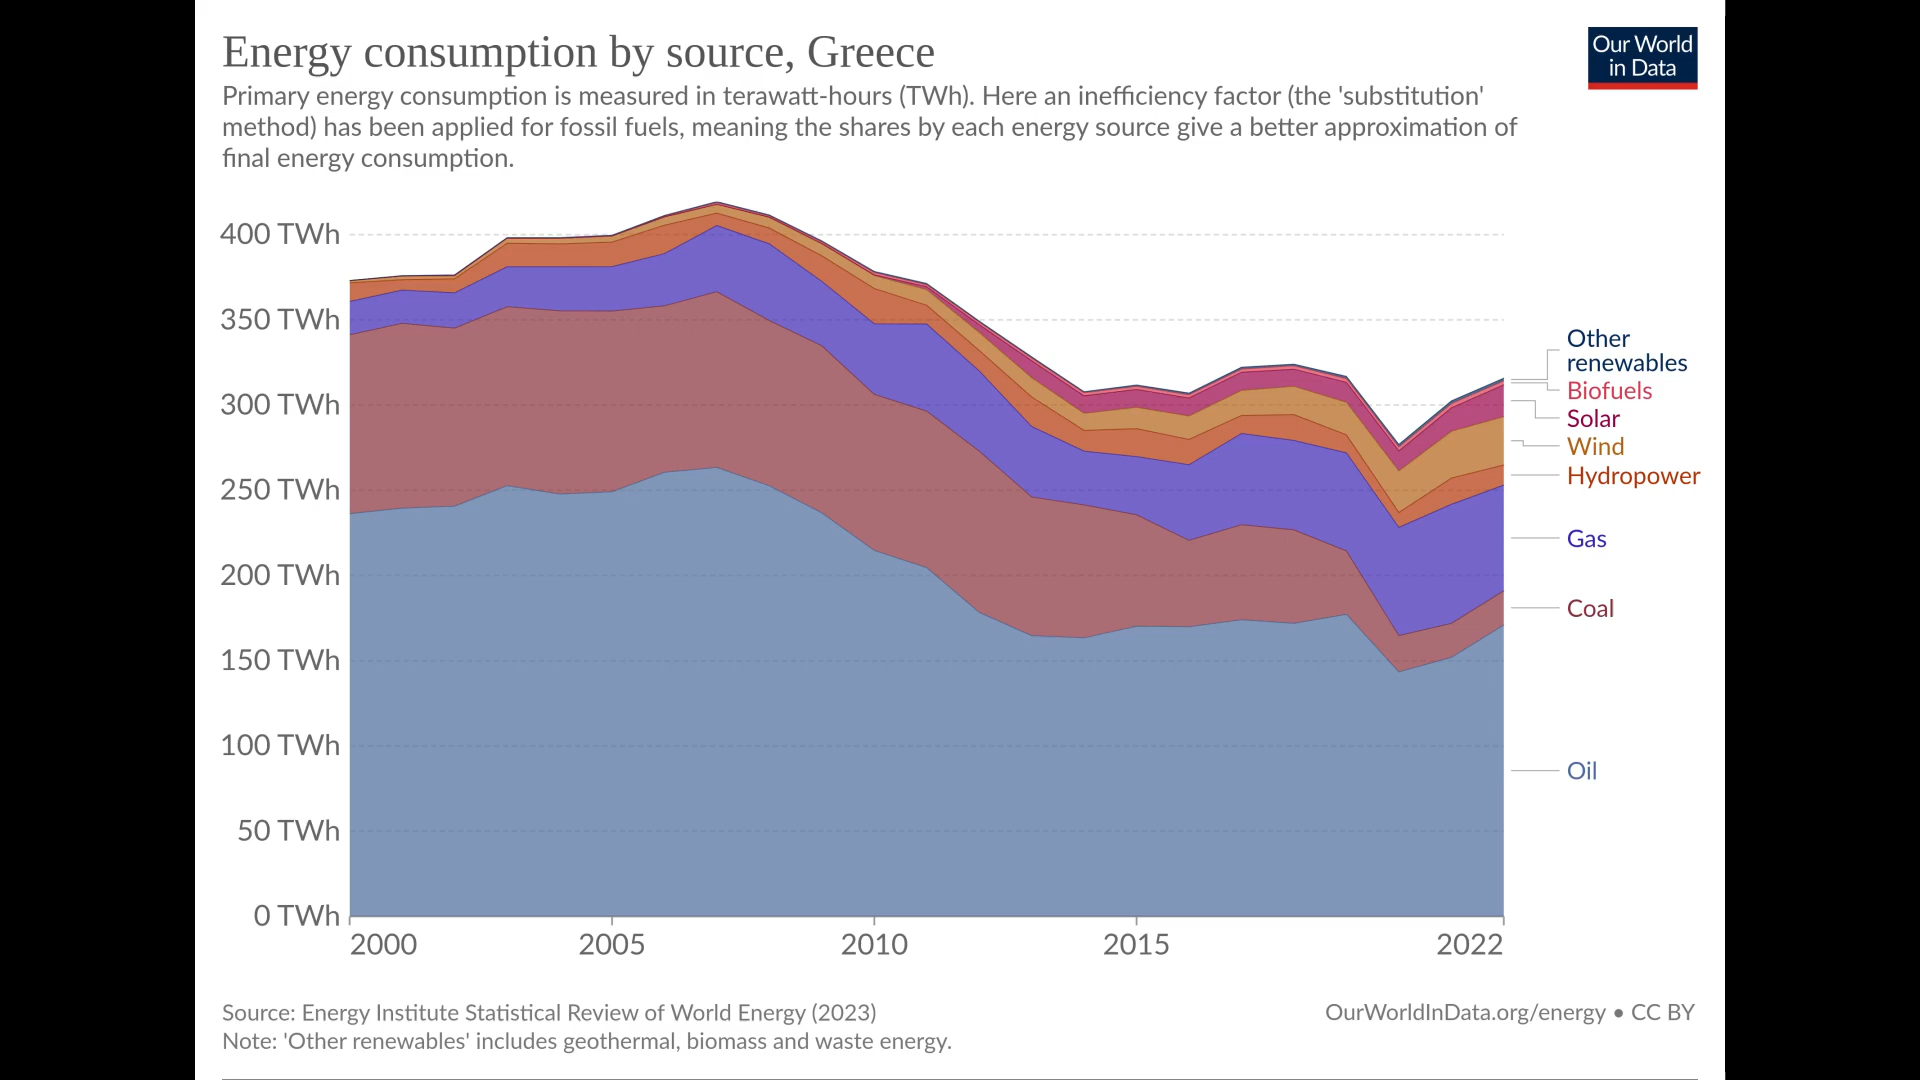 Energy consumption by source, Greece
Our World
in Data
Primary energy consumption is measured in terawatt-hours (TWh). Here an inefficiency factor (the 'substitution'
method) has been applied for fossil fuels, meaning the shares by each energy source give a better approximation of
final energy consumption.
400 TWh
350 TWh
300 TWh
250 TWh
200 TWh
150 TWh
100 TWh
50 TWh
0 TWh
Other
renewables
Biofuels
Solar
Wind
Hydropower
Gas
Coal
Oil
2000
2005
2010
2015
2022
Source: Energy Institute Statistical Review of World Energy (2023)
OurWorldInData.org/energy • CC BY
Note: 'Other renewables' includes geothermal, biomass and waste energy.